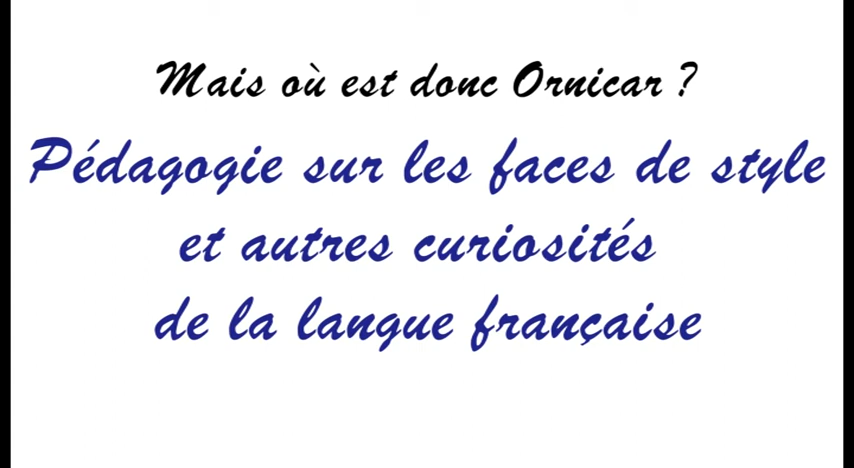 Mais où est donc Ornicar ?
Pédagogie sur les faces de style
et autres curiosités
de la langue française